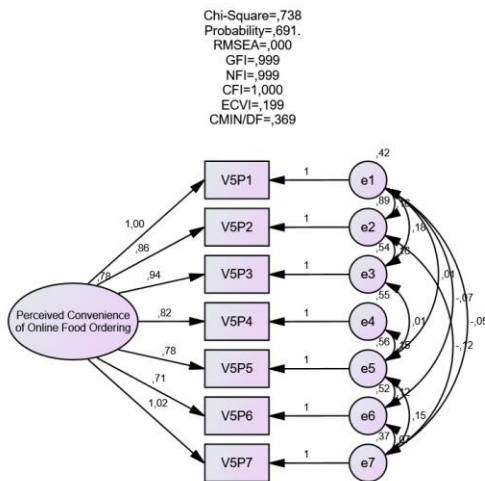 Chi-Square=,738
Probability=,691.
RMSEA=,000
GFI=,999
NFI=,999
CFI=1,000
ECVI=,199
CMIN/DF=,369
,42
V5P1
1
e1
,89
1,00
V5P2
1
e2
,18
,86
,54
,78
,94
V5P3
1
e3
,01
-,07
Perceived Convenience
of Online Food Ordering
,55
-,05
,82
V5P4
1
e4
,01
,56
-,12
,78
V5P5
1
e5
,52
,12
,71
,15
V5P6
1
e6
1,02
,37
V5P7
1
e7